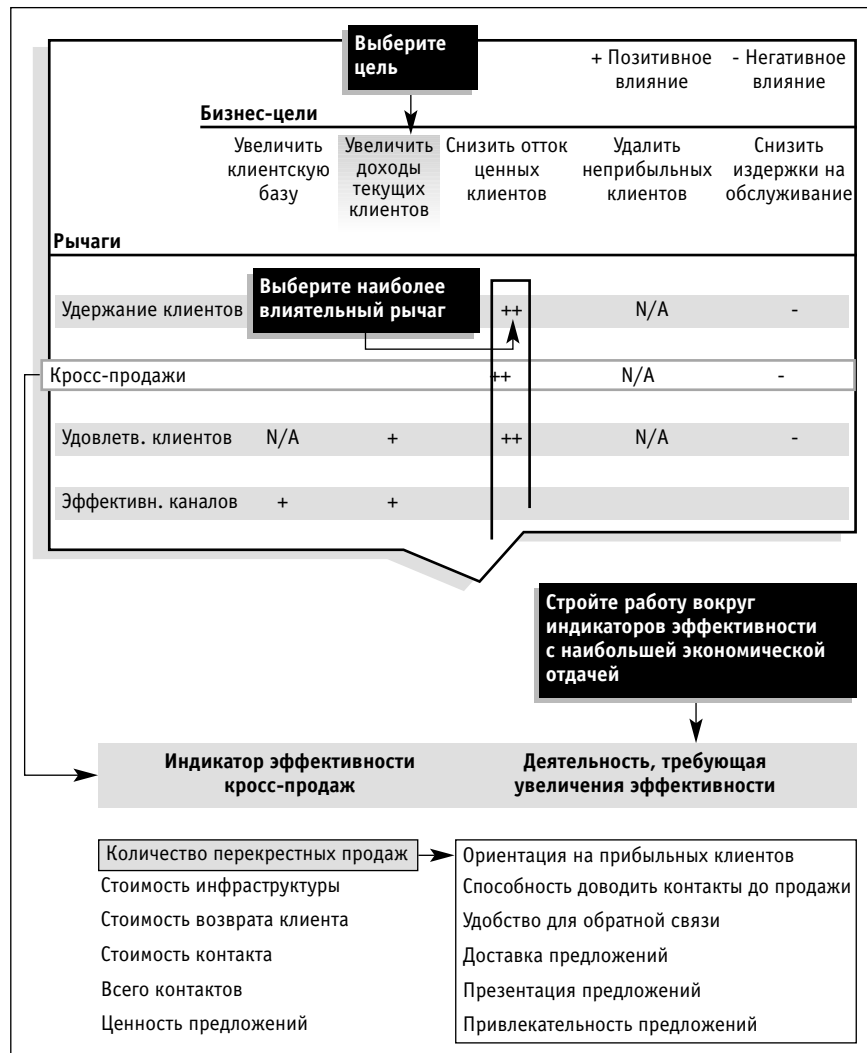 Выберите
цель
+ Позитивное
влияние
- Негативное
влияние
Бизнес-цели
Увеличить
клиентскую
базу
Увеличить
доходы
текущих
клиентов
Снизить отток
ценных
клиентов
Удалить
неприбыльных
клиентов
Снизить
издержки на
обслуживание
Рычаги
Выберите наиболее
влиятельный рычаг
Удержание клиентов ++ N/A -
Кросс-продажи ++ N/A -
Удовлетв. клиентов N/A + ++ N/A -
Эффективн. каналов + +
Стройте работу вокруг
индикаторов эффективности
с наибольшей экономической
отдачей
Индикатор эффективности
кросс-продаж
Деятельность, требующая
увеличения эффективности
Количество перекрестных продаж
Стоимость инфраструктуры
Стоимость возврата клиента
Стоимость контакта
Всего контактов
Ценность предложений
Ориентация на прибыльных клиентов
Способность доводить контакты до продажи
Удобство для обратной связи
Доставка предложений
Презентация предложений
Привлекательность предложений